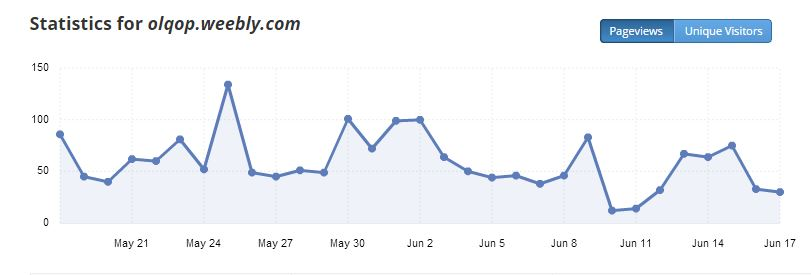 Statistics for olqop.weebly.com
Pageviews Unique Visitors
150
100
50
0
May 21 May 24 May 27 May 30 Jun 2 Jun 5 Jun 8 Jun 11 Jun 14 Jun 17